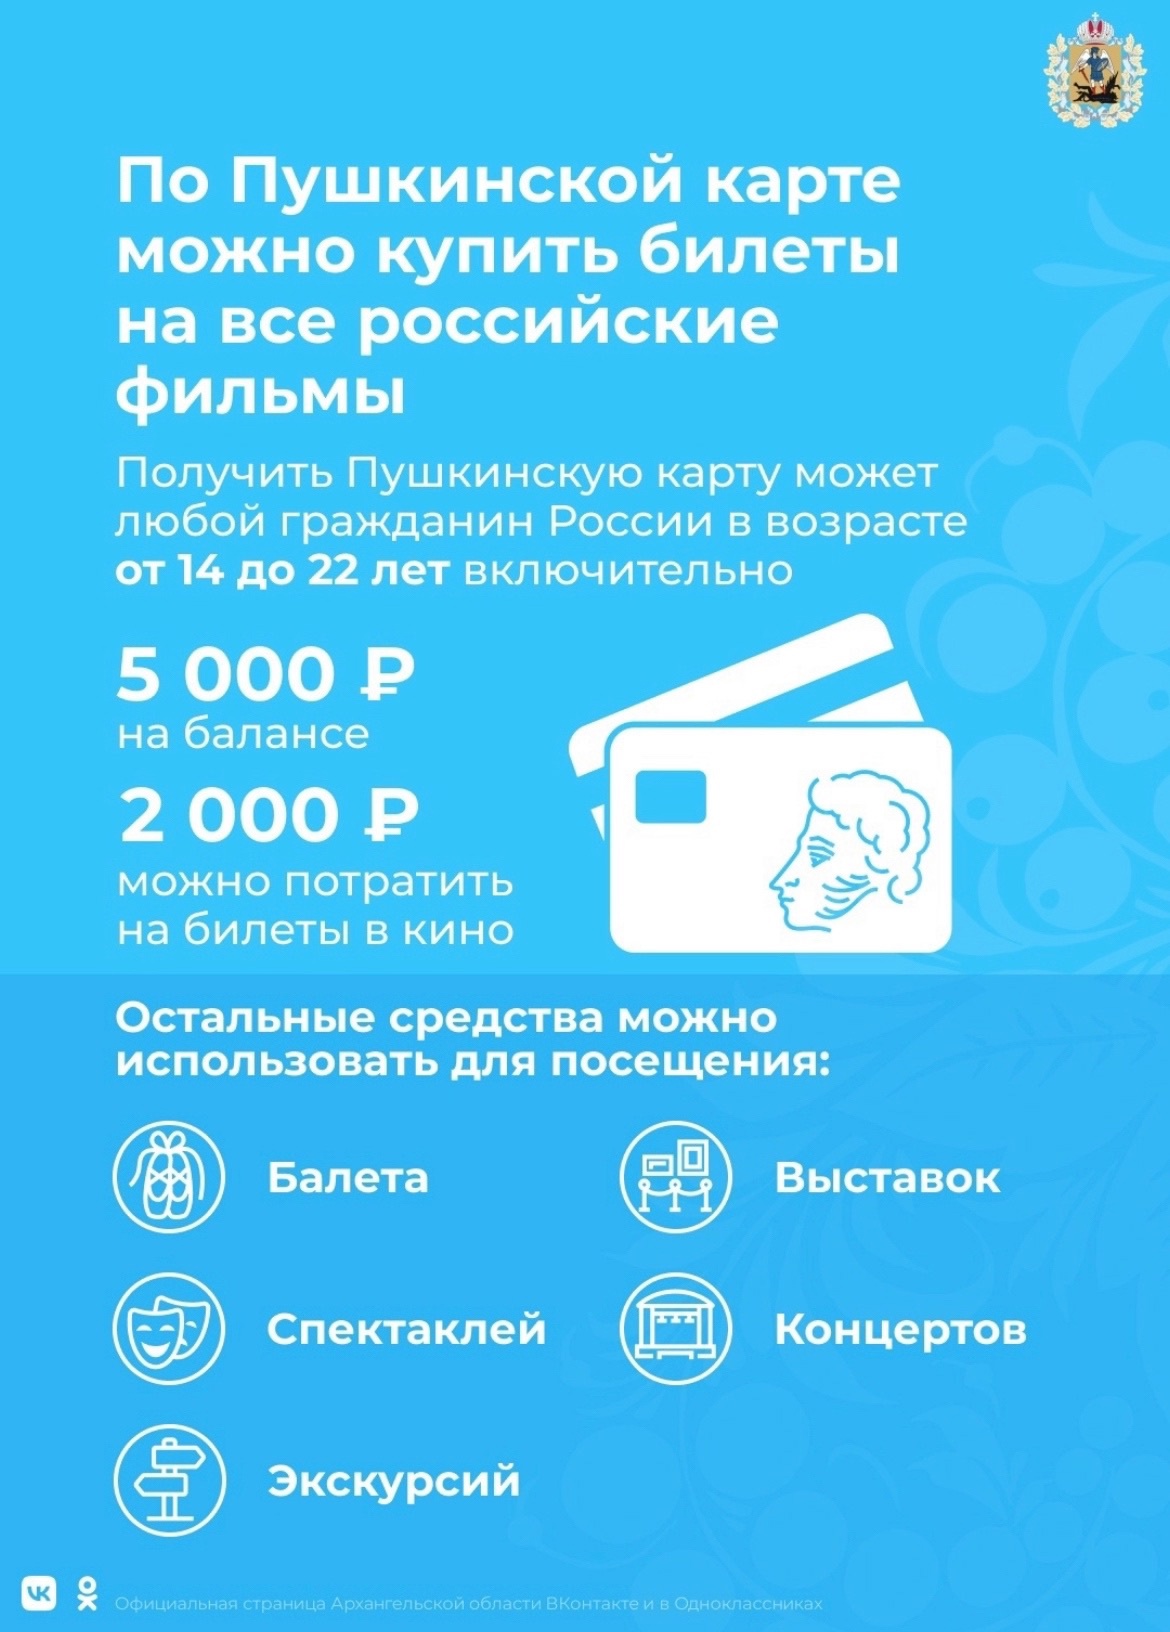 По Пушкинской карте
можно купить билеты
на все российские
фильмы
Получить Пушкинскую карту может
любой гражданин России в возрасте
от 14 до 22 лет включительно
5 000 ₽
на балансе
2 000 ₽
можно потратить
на билеты в кино
Остальные средства можно
использовать для посещения:
Балета
Выставок
Спектаклей
Концертов
Экскурсий
Официальная страница Архангельской области ВКонтакте и в Одноклассниках